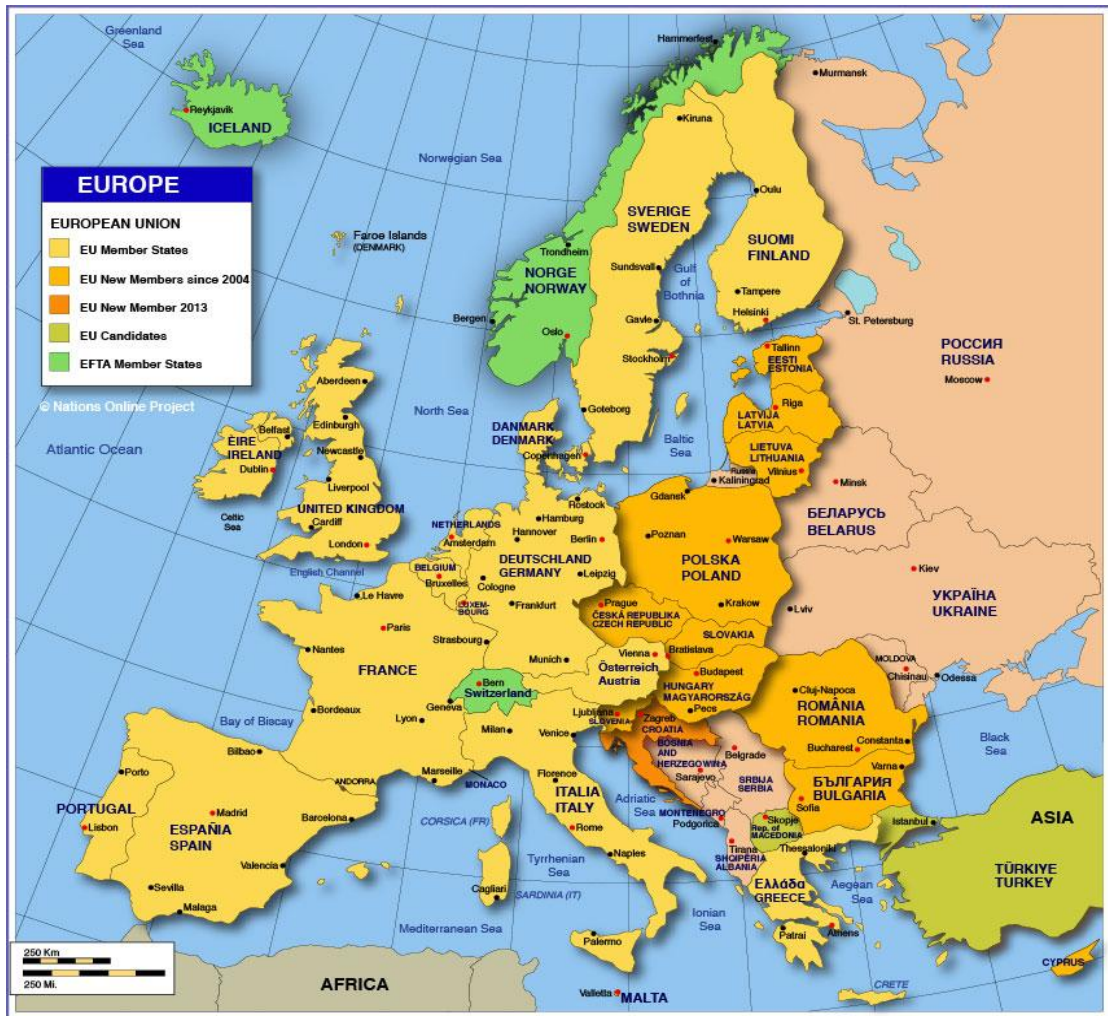 Greenland
Sea
Hammerfest
Murmansk
Reykjavik
ICELAND
Kiruna
Norwegian Sea
EUROPE
EUROPEAN UNION
EU Member States
EU New Members since 2004
EU New Member 2013
EU Candidates
EFTA Member States
© Nations Online Project
Oulu
SVERIGE
SWEDEN
Faroe Islands
(DENMARK)
SUOMI
FINLAND
Trondheim
NORGE
NORWAY
Sundsvall
Gulf
of
Bothnia
Tampere
Helsinki
Bergen
Oslo
Gavle
St. Petersburg
Stockholm
Tallinn
EESTI
ESTONIA
РОССИЯ
RUSSIA
Moscow
Aberdeen
North Sea
Goteborg
Riga
LATVIJA
LATVIA
Edinburgh
DANMARK
DENMARK
Copenhagen
Baltic
Sea
LIETUVA
LITHUANIA
Vilnius
Atlantic Ocean
Belfast
ÈIRE
IRELAND
Dublin
Newcastle
Liverpool
Russia
Kaliningrad
Minsk
Gdansk
Rostock
БЕЛАРУСЬ
BELARUS
Celtic
Sea
UNITED KINGDOM
Cardiff
London
NETHERLANDS
Amsterdam
Hamburg
Hannover
Berlin
Poznan
Warsaw
English Channel
BELGIUM
Bruxelles
DEUTSCHLAND
GERMANY
Leipzig
Cologne
POLSKA
POLAND
Kiev
УКРАЇНА
UKRAINE
Le Havre
LUXEM-
BOURG
Frankfurt
Prague
ČESKÁ REPUBLIKA
CZECH REPUBLIC
Krakow
Lviv
Paris
Strasbourg
SLOVAKIA
Nantes
FRANCE
Munich
Vienna
Bratislava
Österreich
Austria
Budapest
HUNGARY
MAGYARORSZÁG
Pecs
MOLDOVA
Chisinau
Odessa
Bern
Switzerland
Geneva
Cluj-Napoca
ROMÂNIA
ROMANIA
Bay of Biscay
Bordeaux
Lyon
Milan
Venice
Ljubljana
SLOVENIA
Zagreb
CROATIA
Bucharest
Constanta
Black
Sea
Bilbao
BOSNIA
AND
HERZEGOWINA
Sarajevo
Belgrade
SRBIJA
SERBIA
Varna
БЪЛГАРИЯ
BULGARIA
Sofia
Porto
ANDORRA
Marseille
MONACO
Florence
ITALIA
ITALY
Adriatic
Sea
MONTENEGRO
Podgorica
Skopje
Rep. of
MACEDONIA
Istanbul
ASIA
PORTUGAL
Lisbon
Madrid
ESPAÑIA
SPAIN
Barcelona
CORSICA (FR)
Rome
Naples
Tirana
SHQIPËRIA
ALBANIA
Thessaloniki
Valencia
Tyrrhenian
Sea
TÜRKIYE
TURKEY
Sevilla
Malaga
Cagliari
SARDINIA (IT)
Ελλάδα
GREECE
Aegean
Sea
Mediterranean Sea
Palermo
Ionian
Sea
Patrai
Athens
250 Km
250 Mi.
AFRICA
Valletta
MALTA
CRETE
CYPRUS